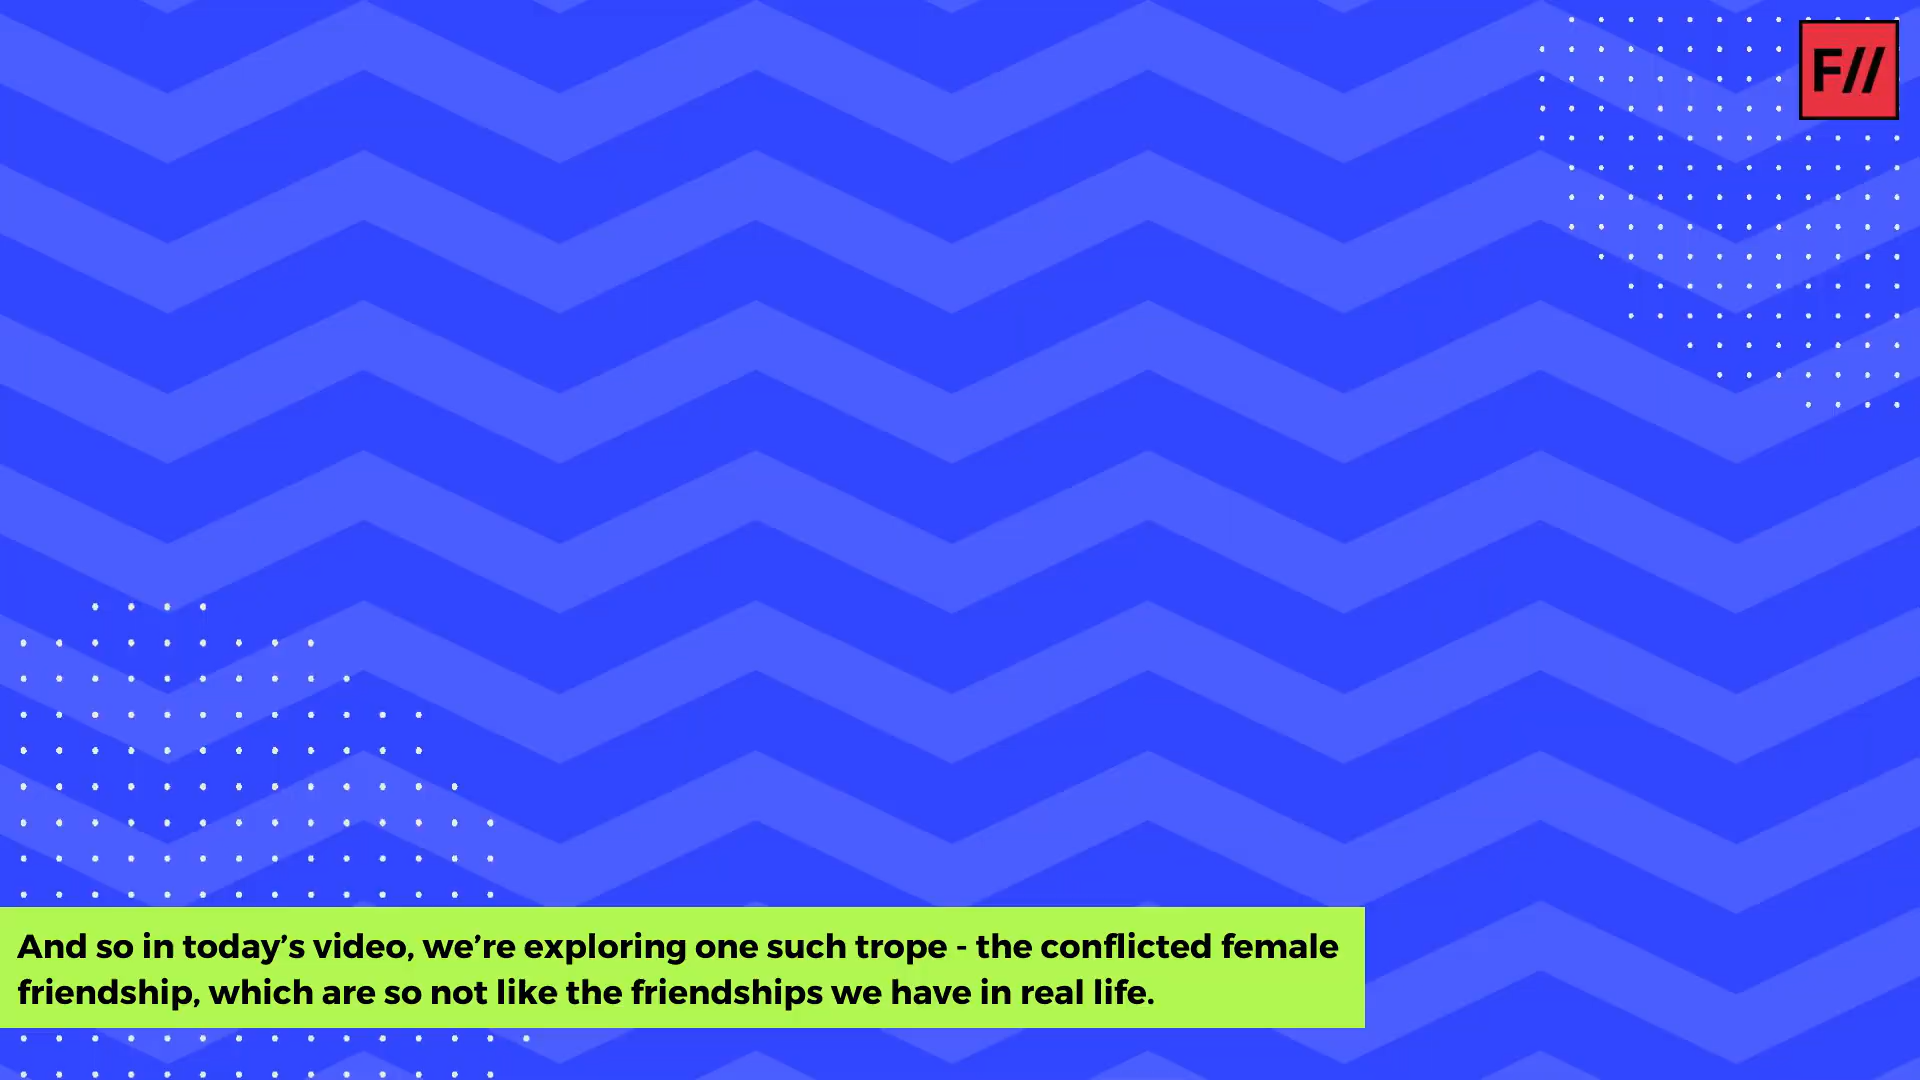 F//
And so in today’s video, we’re exploring one such trope - the conflicted female
friendship, which are so not like the friendships we have in real life.